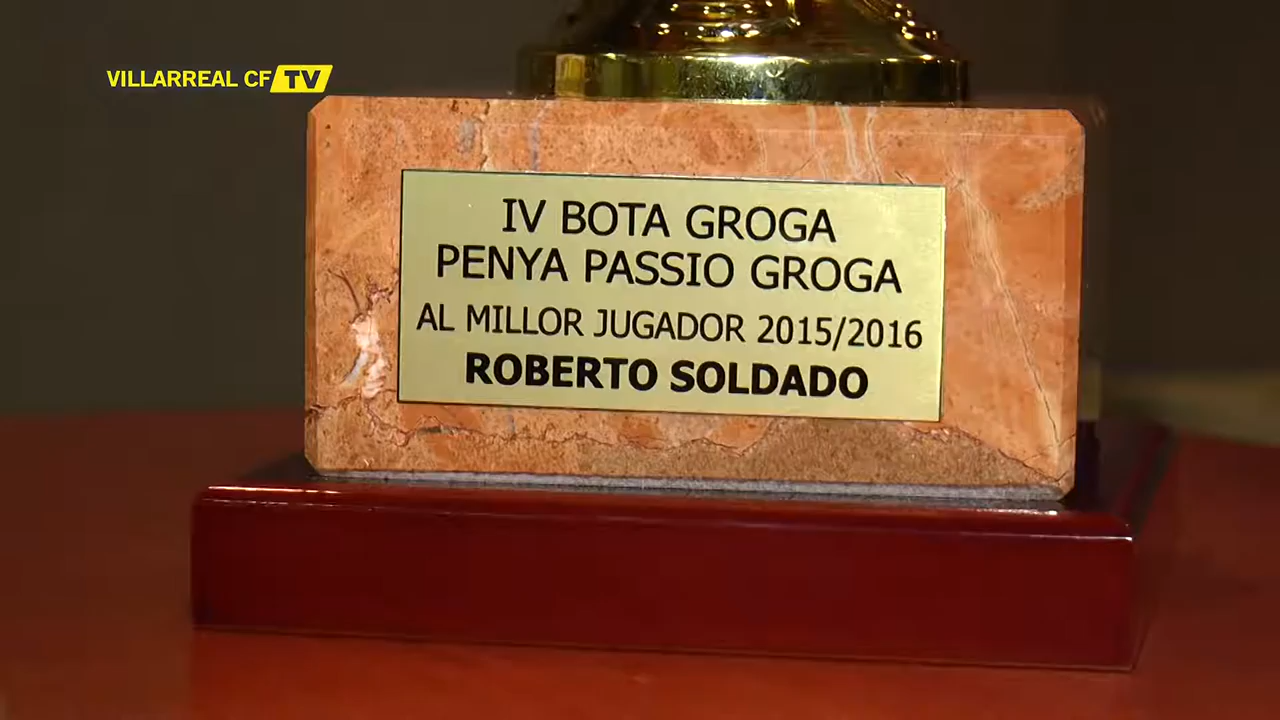 VILLARREAL CF TV
IV BOTA GROGA
PENYA PASSIO GROGA
AL MILLOR JUGADOR 2015/2016
ROBERTO SOLDADO